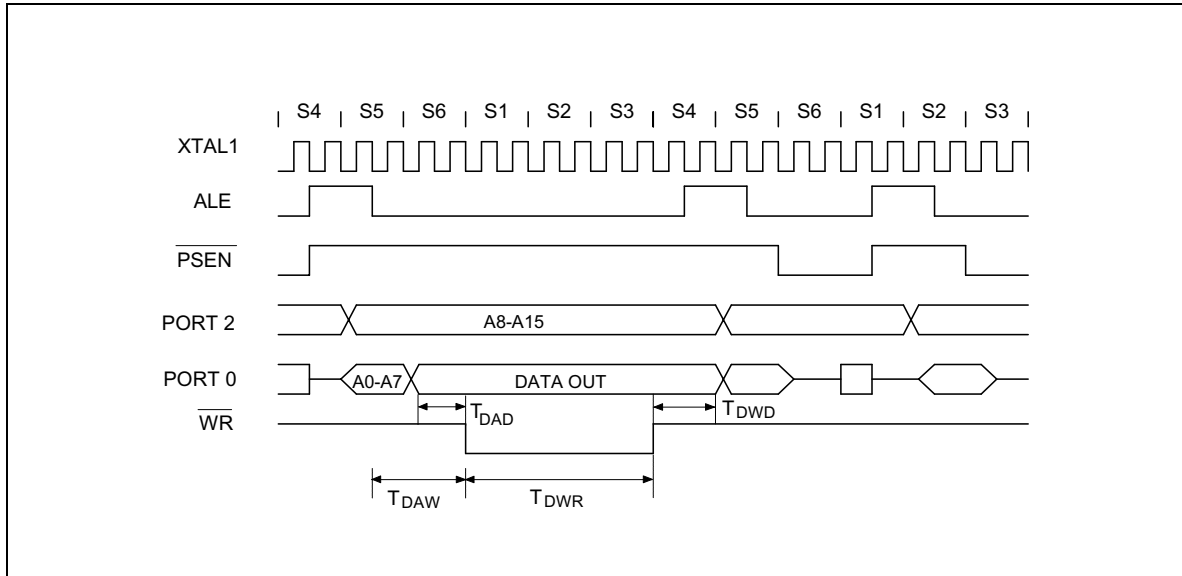 S4 S5 S6 S1 S2 S3 S4 S5 S6 S1 S2 S3
XTAL1
ALE
PSEN
PORT 2 A8-A15
PORT 0 A0-A7 DATA OUT
WR TDAD TDWD
TDAW TDWR